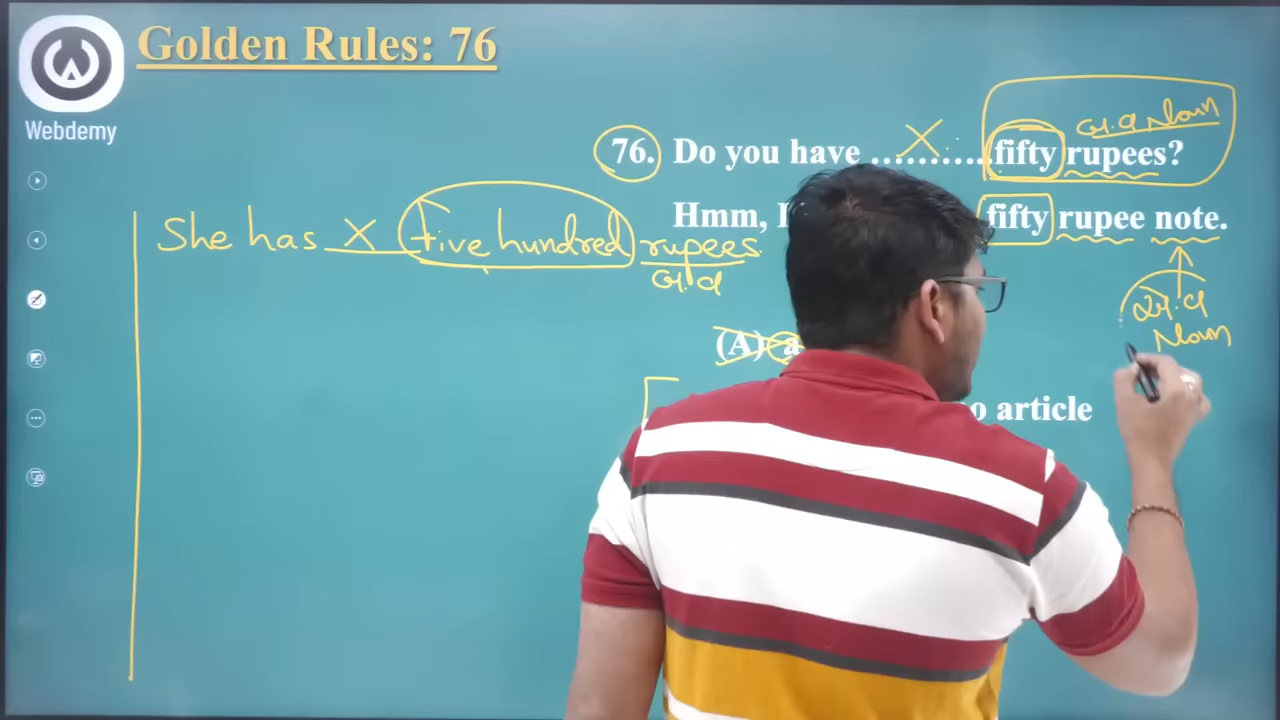 Golden Rules: 76
Webdemy
બ.વ Noun
76. Do you have ...........fifty rupees?
X
Hmm, I
fifty rupee note.
She has X Five hundred rupees.
બ.વ
એ.વ
Noun
(A) a
no article